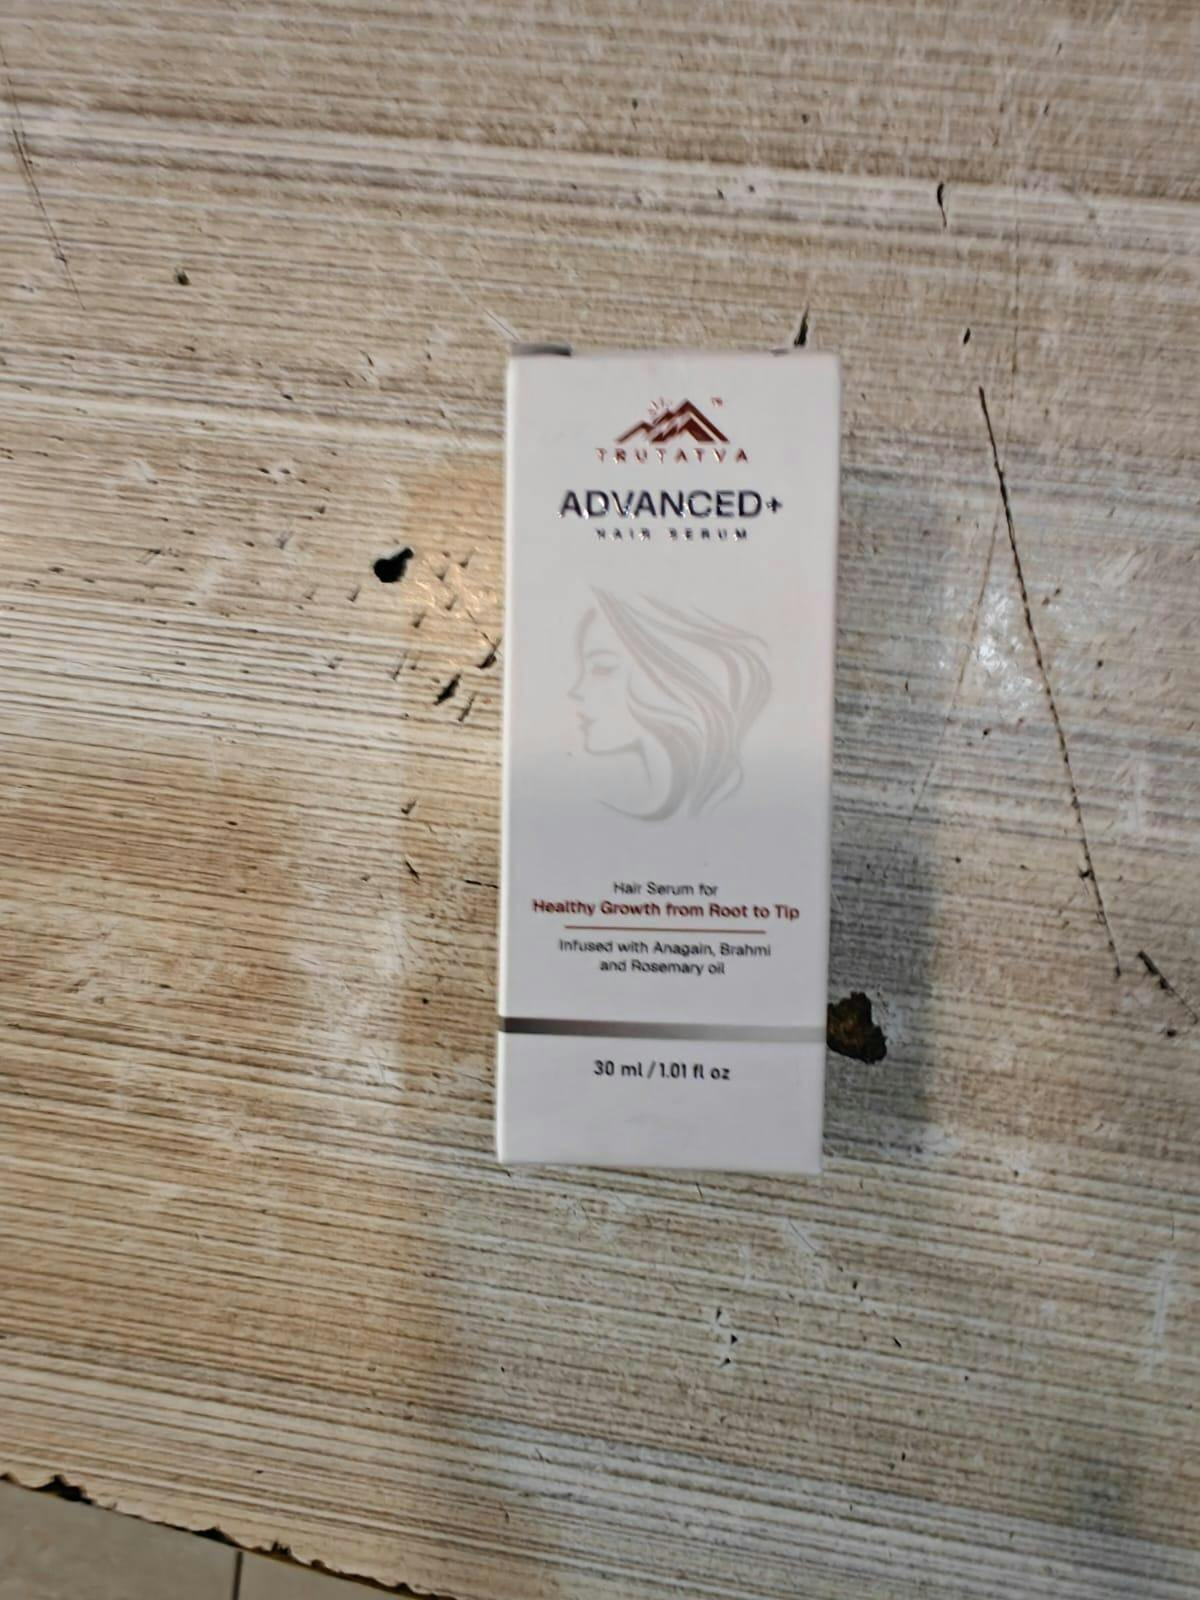 TM
TRUTATVA
ADVANCED+
HAIR SERUM
Hair Serum for
Healthy Growth from Root to Tip
Infused with Anagain, Brahmi
and Rosemary oil
30 ml / 1.01 fl oz